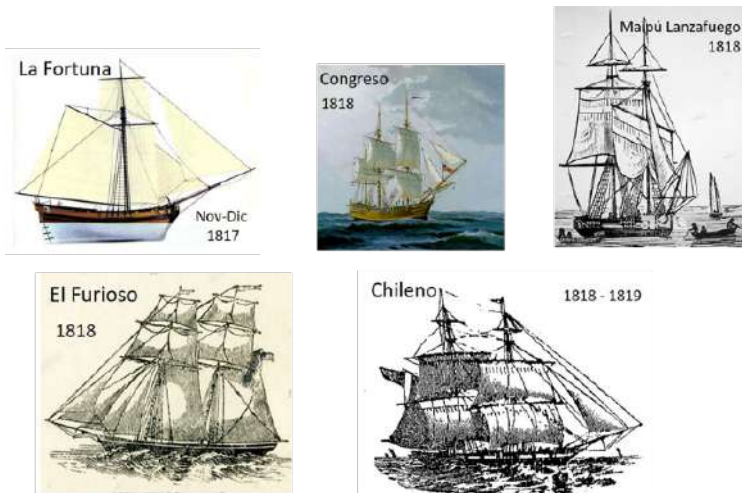 La Fortuna
Nov-Dic
1817
Congreso
1818
Maipú Lanzafuego
1818
El Furioso
1818
Chileno
1818 - 1819